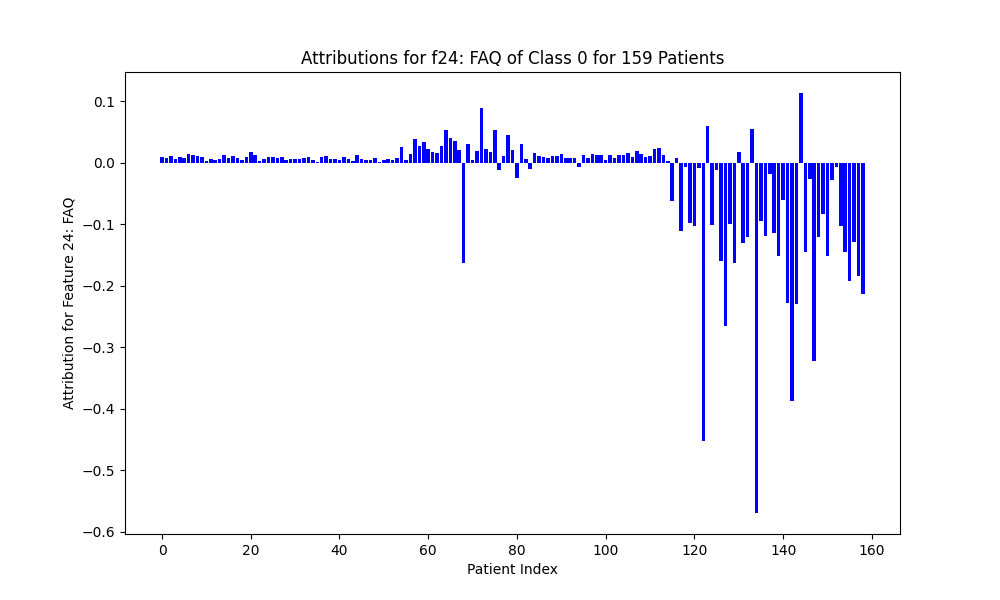 Attributions for f24: FAQ of Class 0 for 159 Patients
Attribution for Feature 24: FAQ
0.1
0.0
−0.1
−0.2
−0.3
−0.4
−0.5
−0.6
0 20 40 60 80 100 120 140 160
Patient Index